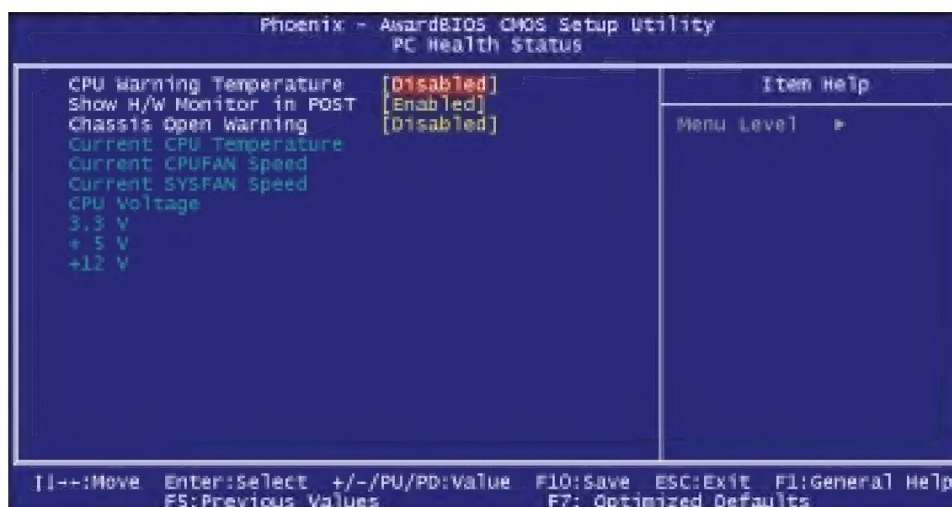 Phoenix - AwardBIOS CMOS Setup Utility
PC Health Status
CPU Warning Temperature [Disabled]
Show H/W Monitor in POST [Enabled]
Chassis Open Warning [Disabled]
Current CPU Temperature
Current CPUFAN Speed
Current SYSFAN Speed
CPU Voltage
3.3 V
+ 5 V
+12 V
Item Help
Menu Level ►
↑↓→←:Move Enter:Select +/-/PU/PD:Value F10:Save ESC:Exit F1:General Help
F5:Previous Values F7: Optimized Defaults